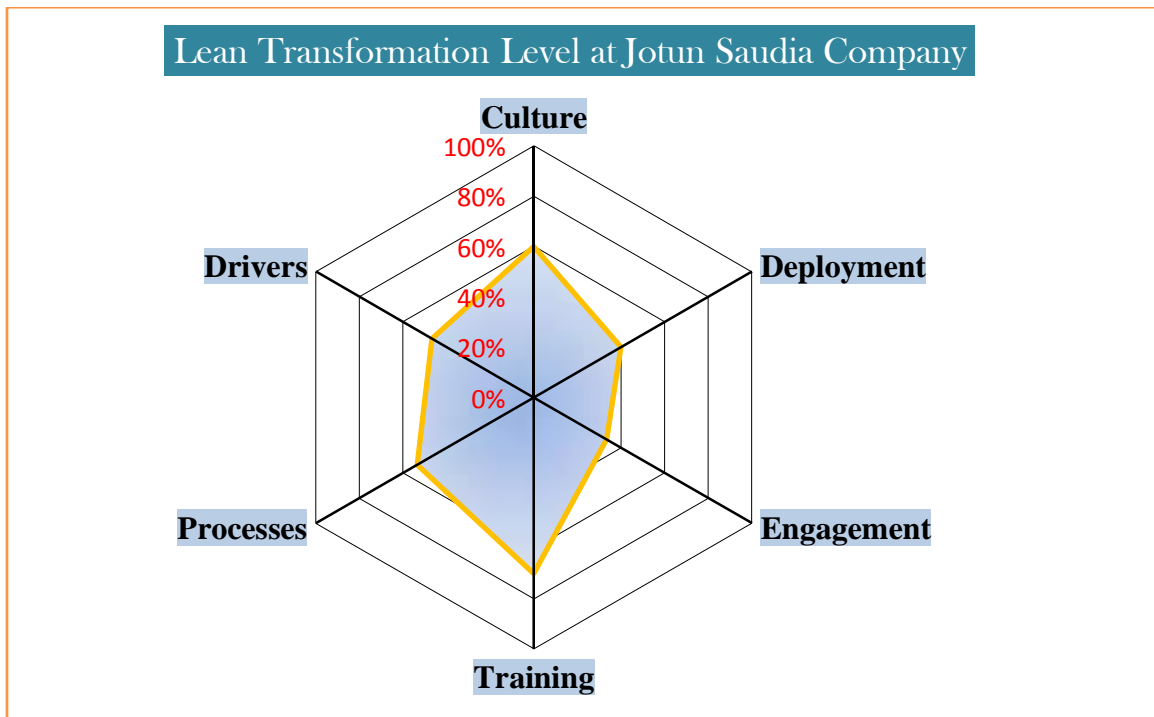 Lean Transformation Level at Jotun Saudia Company
Culture
100%
80%
60%
40%
20%
0%
Drivers
Deployment
Processes
Engagement
Training